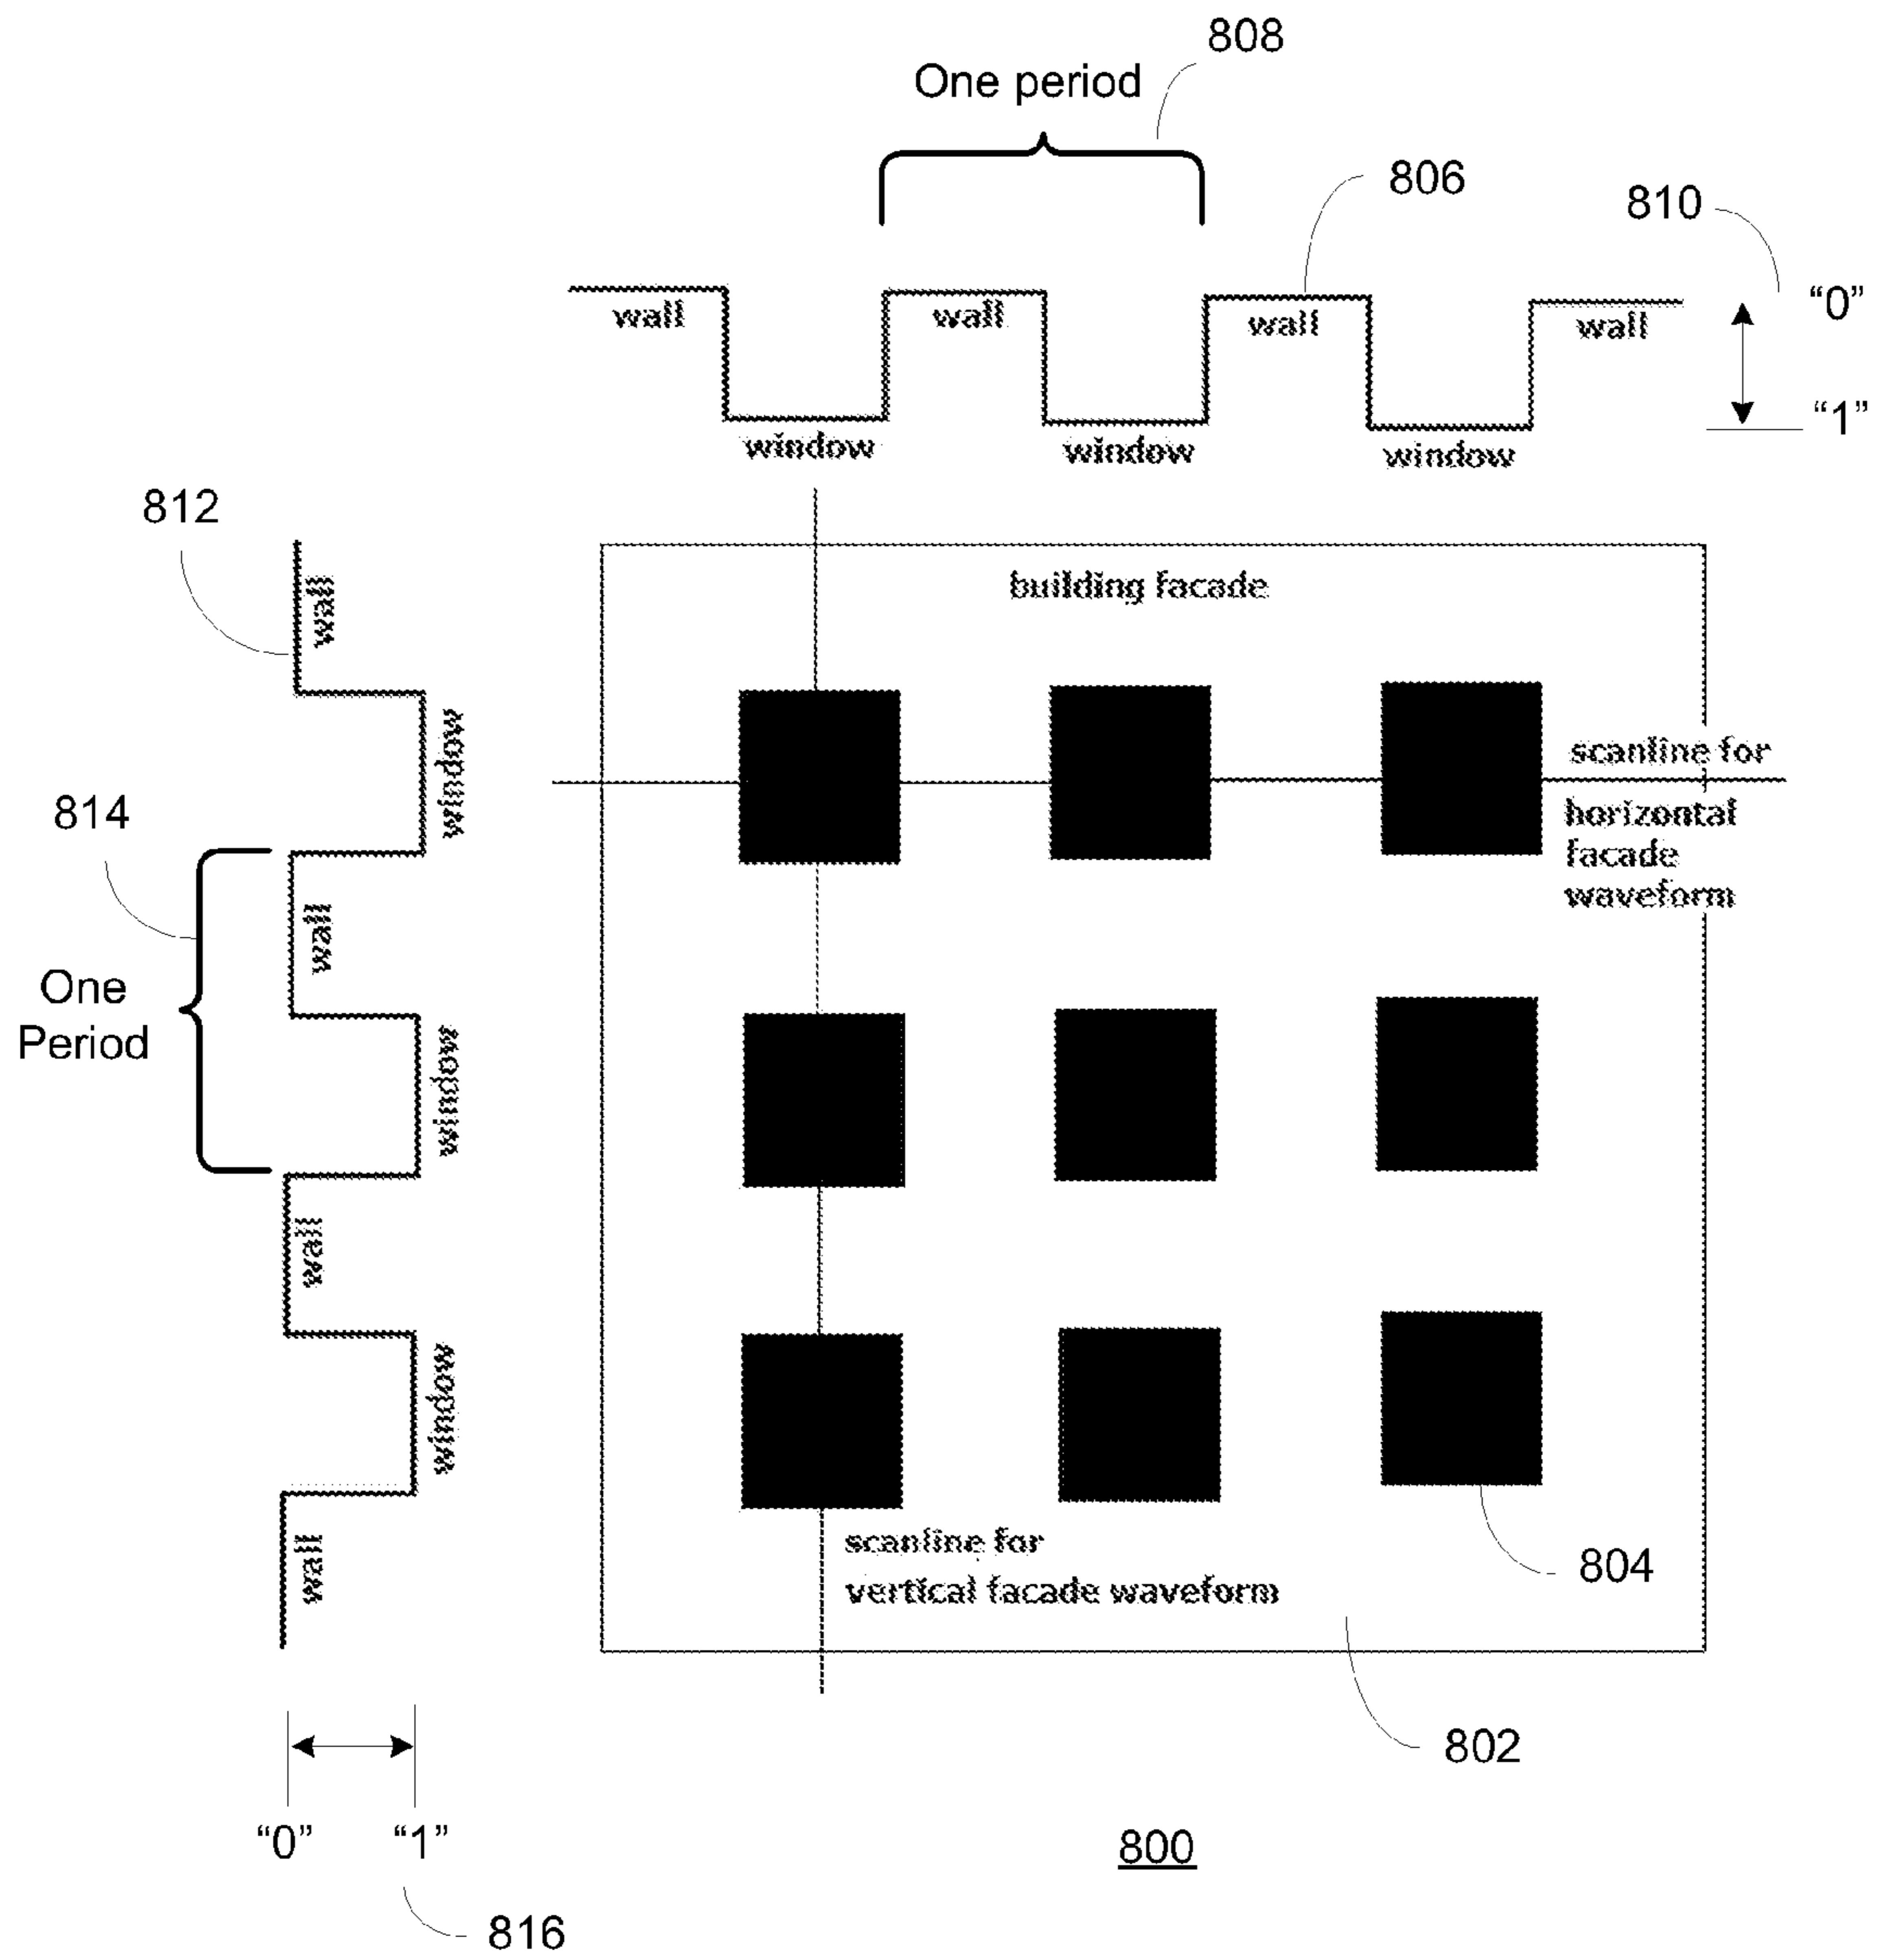 808
One period
806
810
"0"
wall
wall
wall
wall
"1"
window
window
window
812
building facade
wall
window
scanline for
horizontal
facade
waveform
814
wall
One
Period
window
wall
window
scanline for
vertical facade waveform
804
wall
802
"0"
"1"
800
816